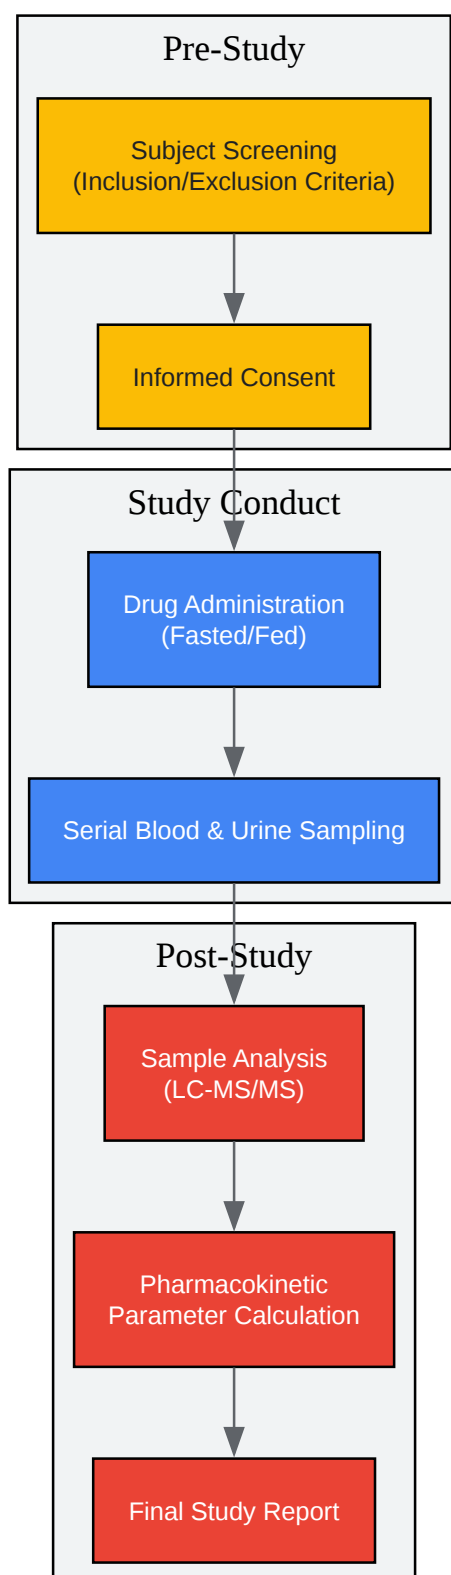 Pre-Study
Subject Screening
(Inclusion/Exclusion Criteria)
Informed Consent
Study Conduct
Drug Administration
(Fasted/Fed)
Serial Blood & Urine Sampling
Post-Study
Sample Analysis
(LC-MS/MS)
Pharmacokinetic
Parameter Calculation
Final Study Report